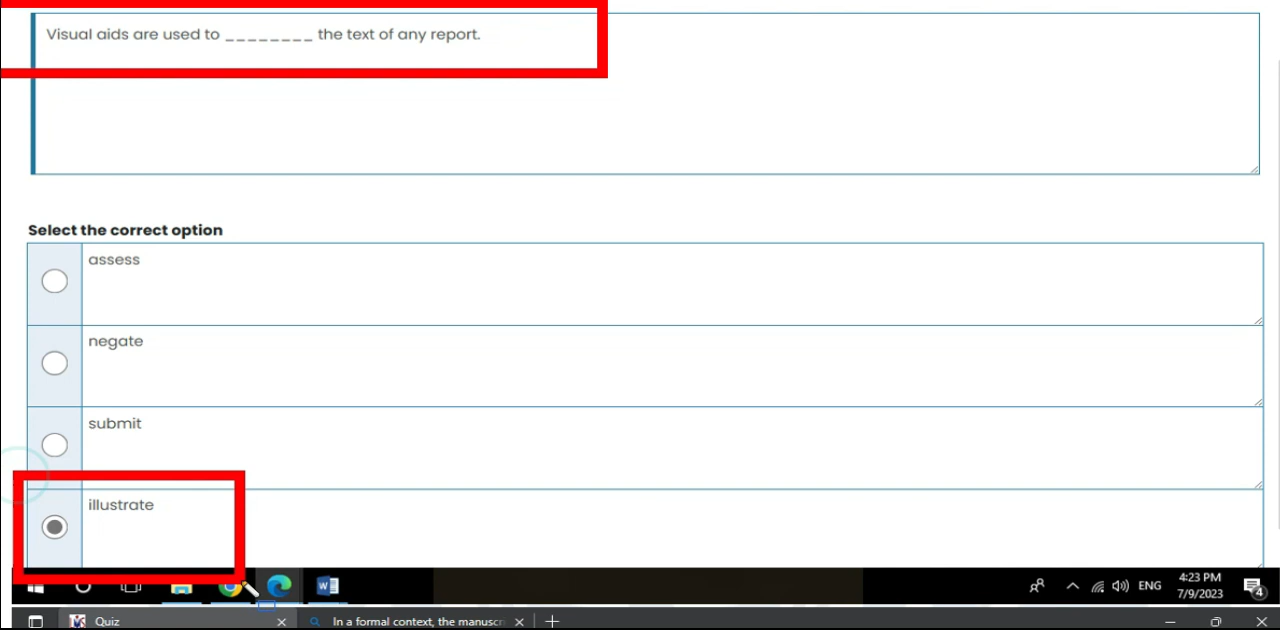 Visual aids are used to ________ the text of any report.
Select the correct option
assess
negate
submit
illustrate
ENG
4:23 PM
7/9/2023
4
W
Quiz
In a formal context, the manuscr